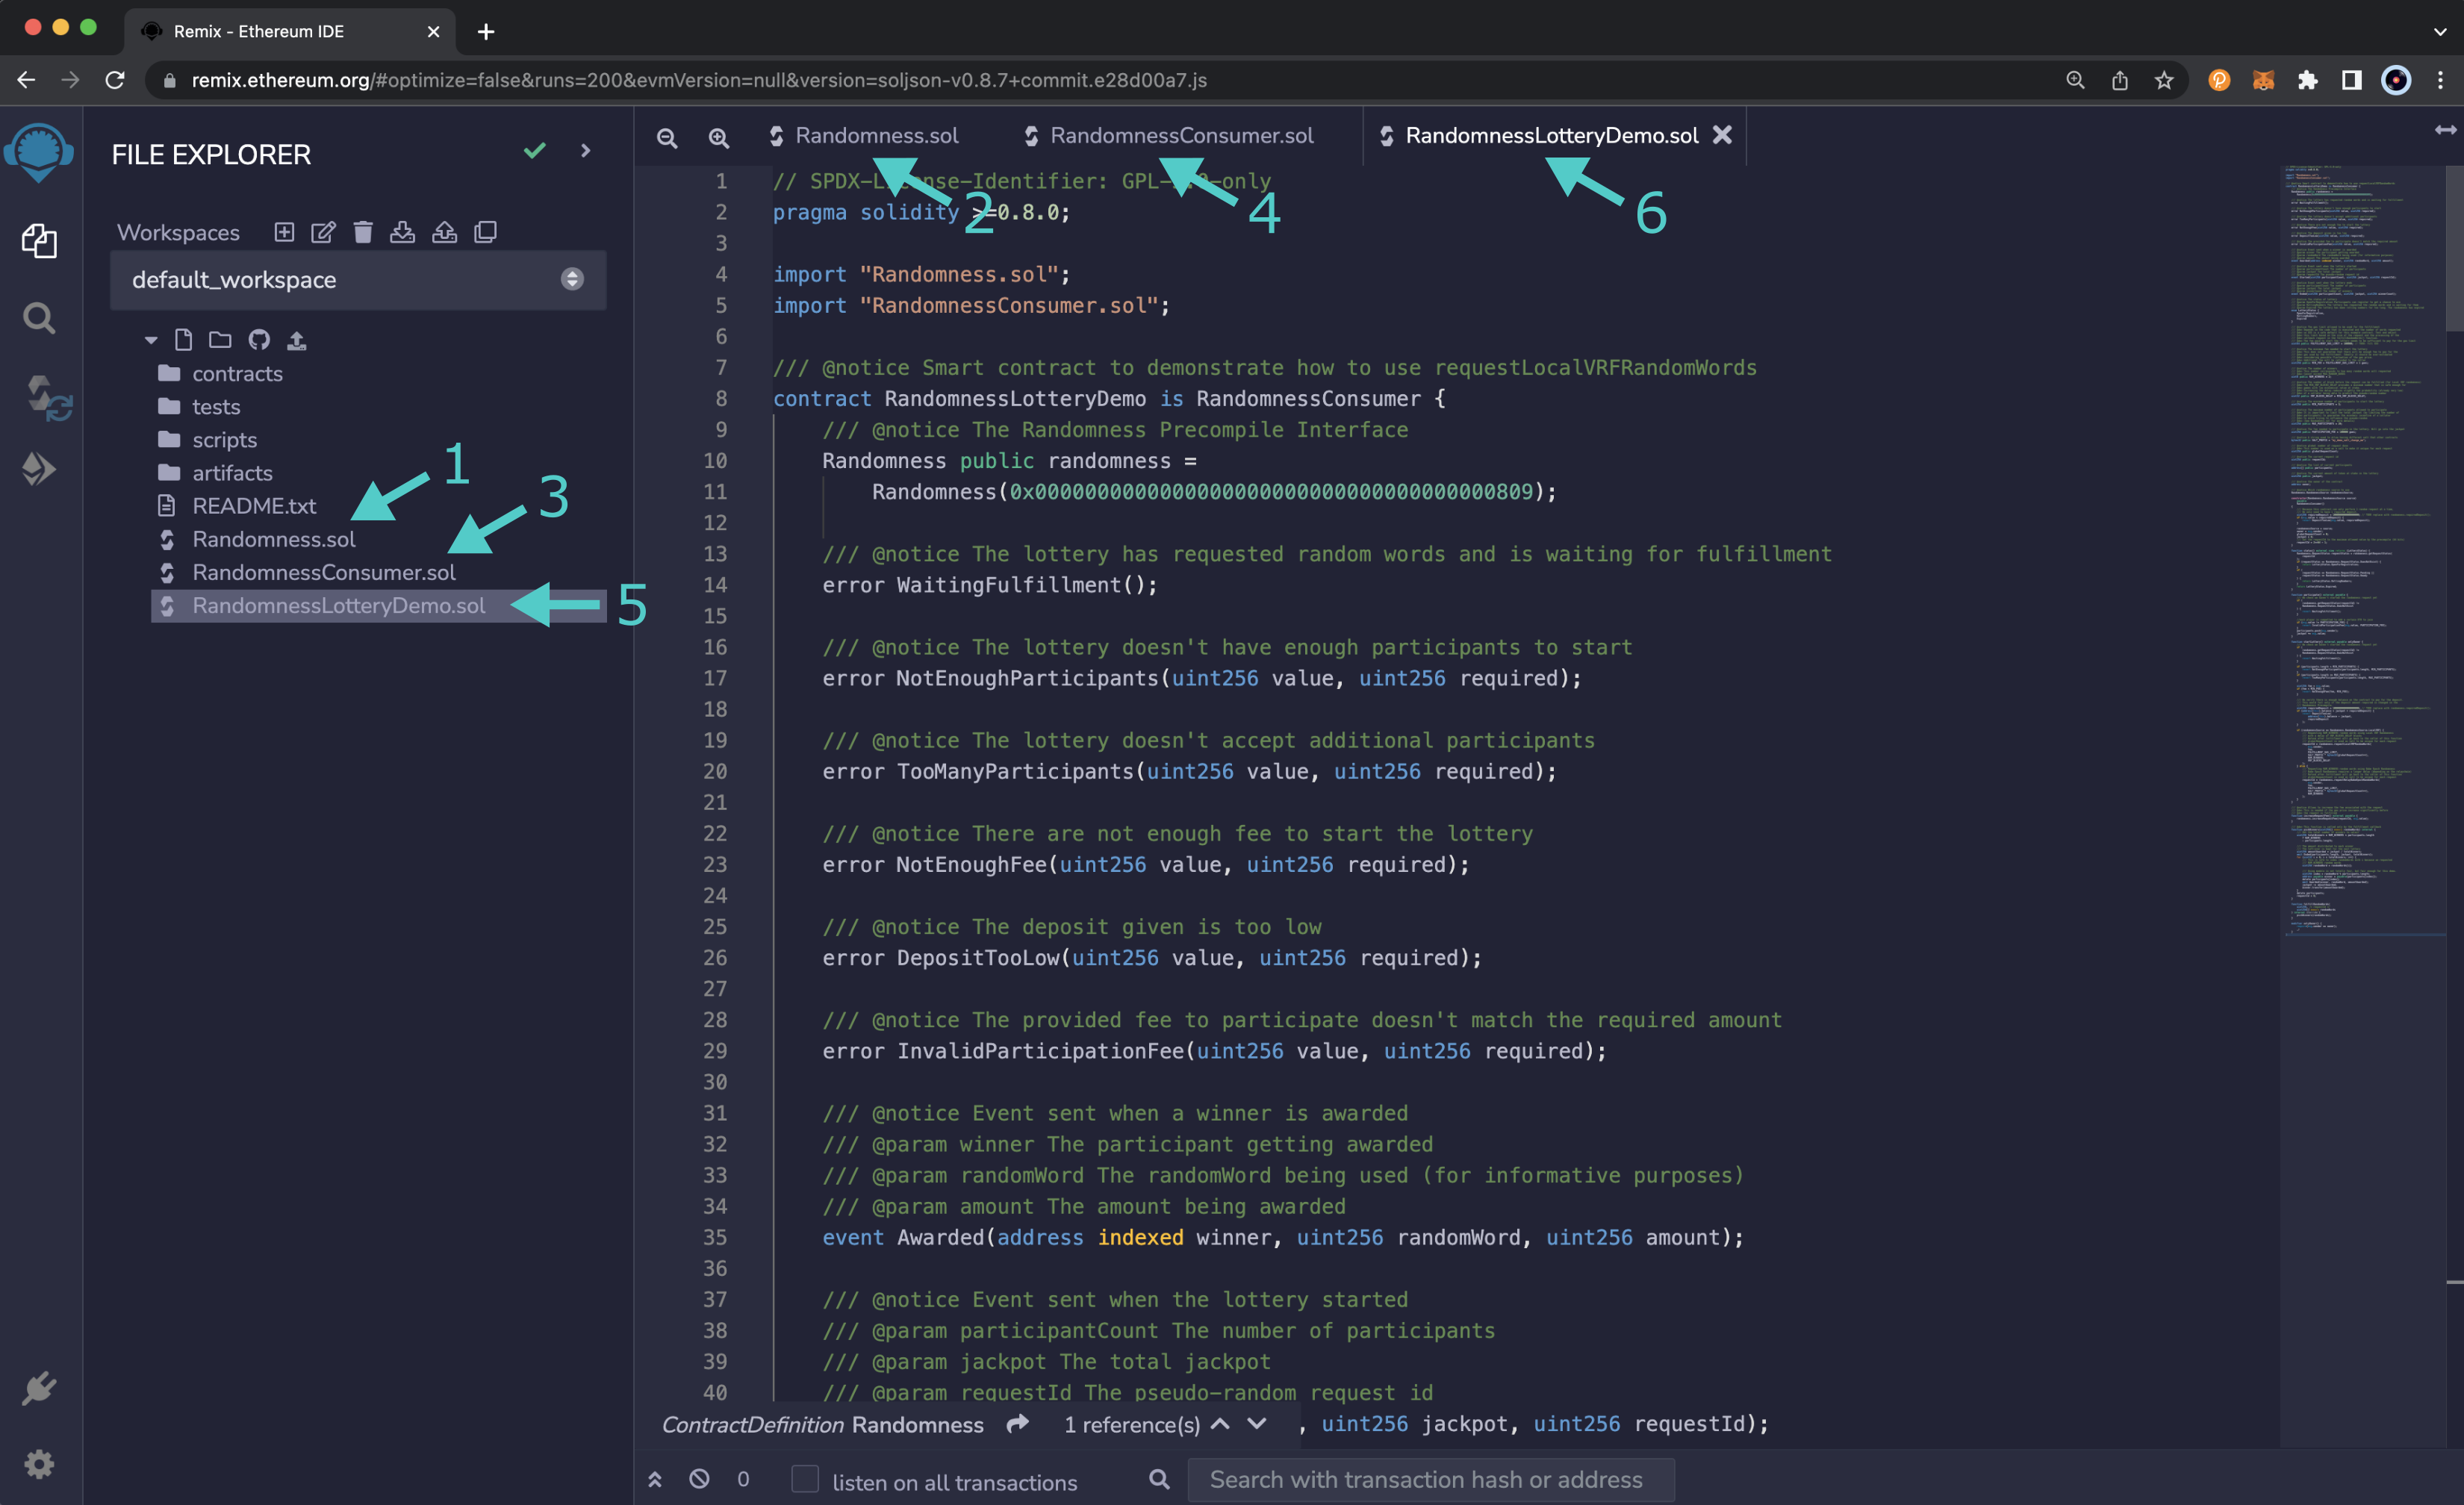 Remix - Ethereum IDE
remix.ethereum.org/#optimize=false&runs=200&evmVersion=null&version=soljson-v0.8.7+commit.e28d00a7.js
FILE EXPLORER
Workspaces
default_workspace
contracts
tests
scripts
artifacts
README.txt
Randomness.sol
RandomnessConsumer.sol
RandomnessLotteryDemo.sol
1
3
5
Randomness.sol
RandomnessConsumer.sol
RandomnessLotteryDemo.sol
2
4
6
1 // SPDX-License-Identifier: GPL-3.0-only
2 pragma solidity >=0.8.0;
3
4 import "Randomness.sol";
5 import "RandomnessConsumer.sol";
6
7 /// @notice Smart contract to demonstrate how to use requestLocalVRFRandomWords
8 contract RandomnessLotteryDemo is RandomnessConsumer {
9 /// @notice The Randomness Precompile Interface
10 Randomness public randomness =
11 Randomness(0x0000000000000000000000000000000000000809);
12
13 /// @notice The lottery has requested random words and is waiting for fulfillment
14 error WaitingFulfillment();
15
16 /// @notice The lottery doesn't have enough participants to start
17 error NotEnoughParticipants(uint256 value, uint256 required);
18
19 /// @notice The lottery doesn't accept additional participants
20 error TooManyParticipants(uint256 value, uint256 required);
21
22 /// @notice There are not enough fee to start the lottery
23 error NotEnoughFee(uint256 value, uint256 required);
24
25 /// @notice The deposit given is too low
26 error DepositTooLow(uint256 value, uint256 required);
27
28 /// @notice The provided fee to participate doesn't match the required amount
29 error InvalidParticipationFee(uint256 value, uint256 required);
30
31 /// @notice Event sent when a winner is awarded
32 /// @param winner The participant getting awarded
33 /// @param randomWord The randomWord being used (for informative purposes)
34 /// @param amount The amount being awarded
35 event Awarded(address indexed winner, uint256 randomWord, uint256 amount);
36
37 /// @notice Event sent when the lottery started
38 /// @param participantCount The number of participants
39 /// @param jackpot The total jackpot
40 /// @param requestId The pseudo-random request id
ContractDefinition Randomness 1 reference(s) , uint256 jackpot, uint256 requestId);
0 listen on all transactions Search with transaction hash or address